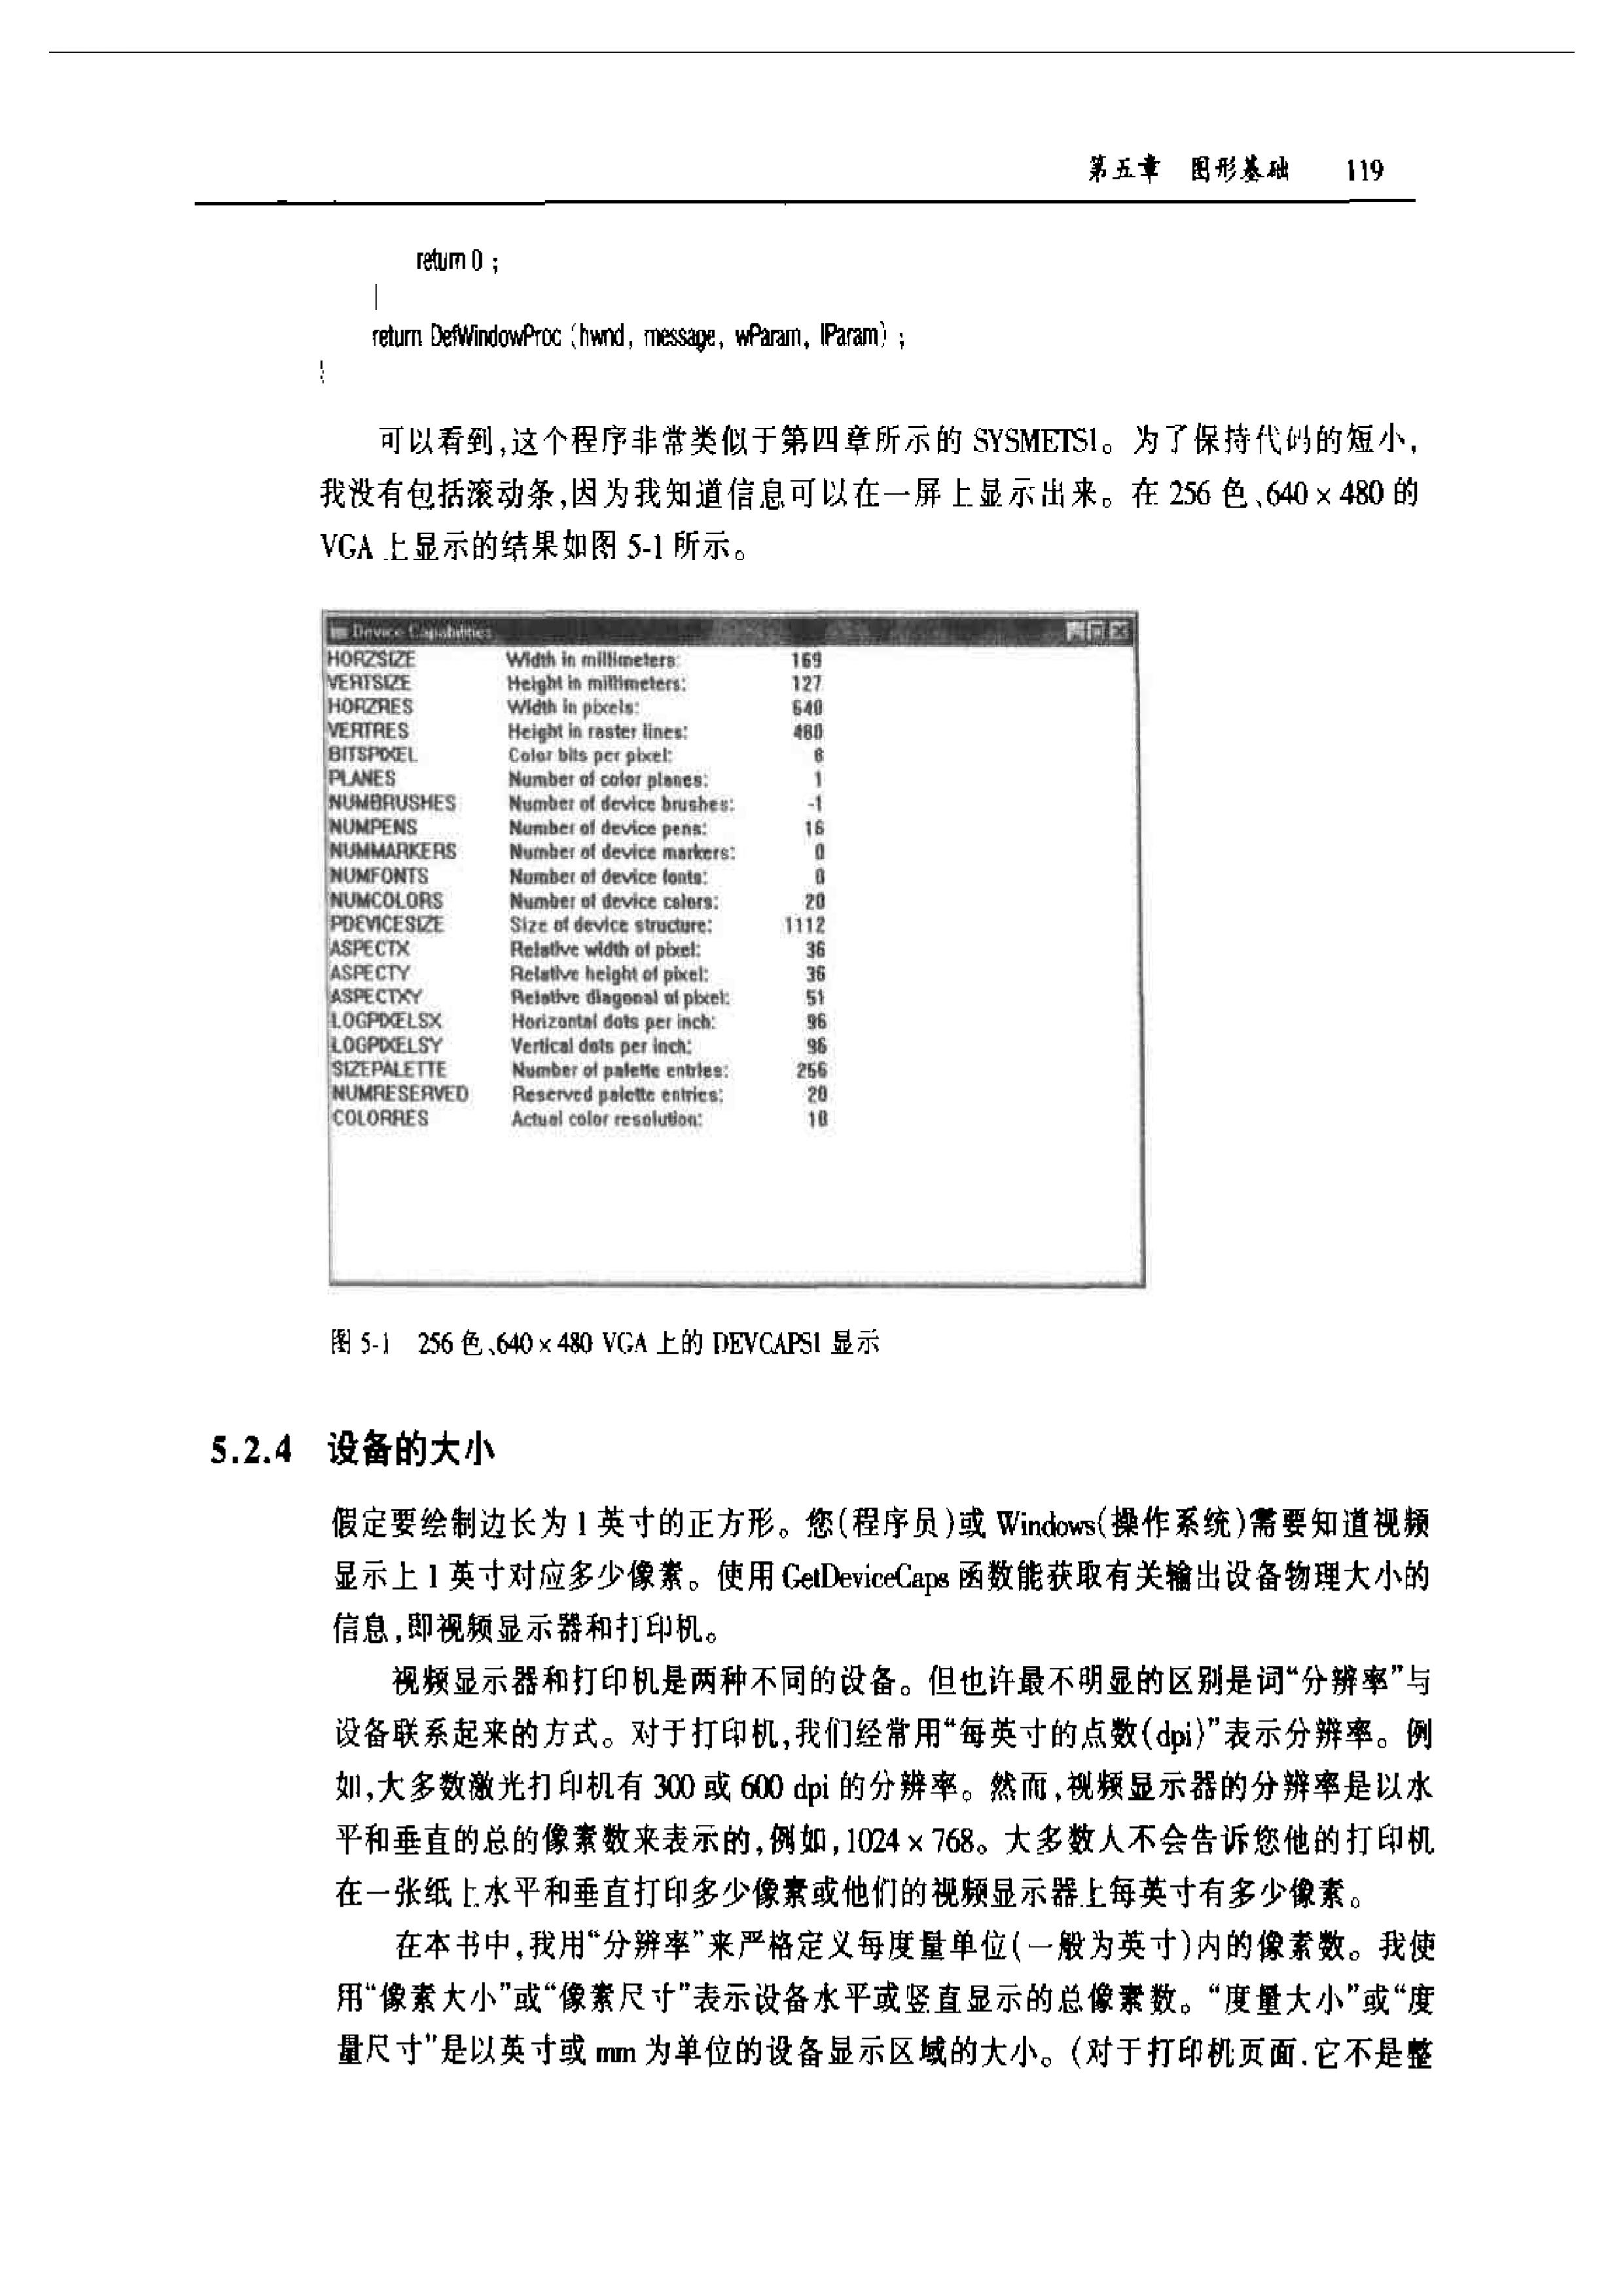 第五章 图形基础 119
return 0 ;
}
return DefWindowProc (hwnd, message, wParam, lParam) ;
}
可以看到,这个程序非常类似于第四章所示的 SYSMETS1。为了保持代码的短小,
我没有包括滚动条,因为我知道信息可以在一屏上显示出来。在 256 色、640 × 480 的
VGA 上显示的结果如图 5-1 所示。
Device Capabilities
HORZSIZE Width in millimeters: 169
VERTSIZE Height in millimeters: 127
HORZRES Width in pixels: 640
VERTRES Height in raster lines: 480
BITSPIXEL Color bits per pixel: 8
PLANES Number of color planes: 1
NUMBRUSHES Number of device brushes: -1
NUMPENS Number of device pens: 16
NUMMARKERS Number of device markers: 0
NUMFONTS Number of device fonts: 0
NUMCOLORS Number of device colors: 20
PDEVICESIZE Size of device structure: 1112
ASPECTX Relative width of pixel: 36
ASPECTY Relative height of pixel: 36
ASPECTXY Relative diagonal of pixel: 51
LOGPIXELSX Horizontal dots per inch: 96
LOGPIXELSY Vertical dots per inch: 96
SIZEPALETTE Number of palette entries: 256
NUMRESERVED Reserved palette entries: 20
COLORRES Actual color resolution: 18
图 5-1 256 色、640 × 480 VGA 上的 DEVCAPS1 显示
5.2.4 设备的大小
假定要绘制边长为 1 英寸的正方形。您(程序员)或 Windows(操作系统)需要知道视频
显示上 1 英寸对应多少像素。使用 GetDeviceCaps 函数能获取有关输出设备物理大小的
信息,即视频显示器和打印机。
视频显示器和打印机是两种不同的设备。但也许最不明显的区别是词“分辨率”与
设备联系起来的方式。对于打印机,我们经常用“每英寸的点数(dpi)”表示分辨率。例
如,大多数激光打印机有 300 或 600 dpi 的分辨率。然而,视频显示器的分辨率是以水
平和垂直的总的像素数来表示的,例如,1024 × 768。大多数人不会告诉您他的打印机
在一张纸上水平和垂直打印多少像素或他们的视频显示器上每英寸有多少像素。
在本书中,我用“分辨率”来严格定义每度量单位(一般为英寸)内的像素数。我使
用“像素大小”或“像素尺寸”表示设备水平或竖直显示的总像素数。“度量大小”或“度
量尺寸”是以英寸或 mm 为单位的设备显示区域的大小。(对于打印机页面,它不是整